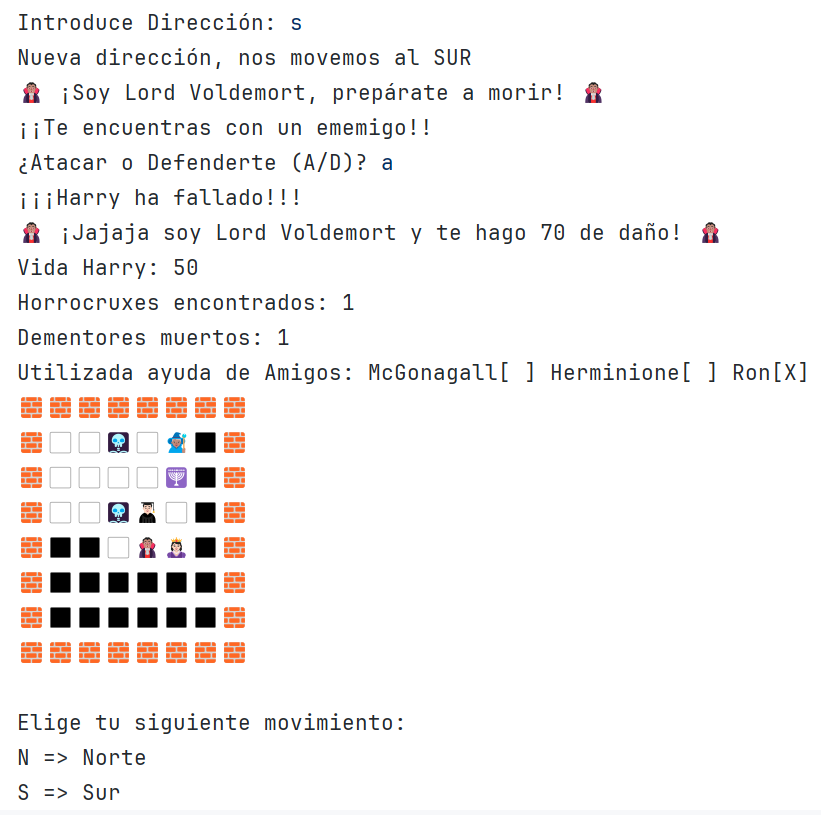 Introduce Dirección: s
Nueva dirección, nos movemos al SUR
🧛🏽 ¡Soy Lord Voldemort, prepárate a morir! 🧛🏽
¡¡Te encuentras con un ememigo!!
¿Atacar o Defenderte (A/D)? a
¡¡¡Harry ha fallado!!!
🧛🏽 ¡Jajaja soy Lord Voldemort y te hago 70 de daño! 🧛🏽
Vida Harry: 50
Horrocruxes encontrados: 1
Dementores muertos: 1
Utilizada ayuda de Amigos: McGonagall[ ] Herminione[ ] Ron[X]
Elige tu siguiente movimiento:
N => Norte
S => Sur